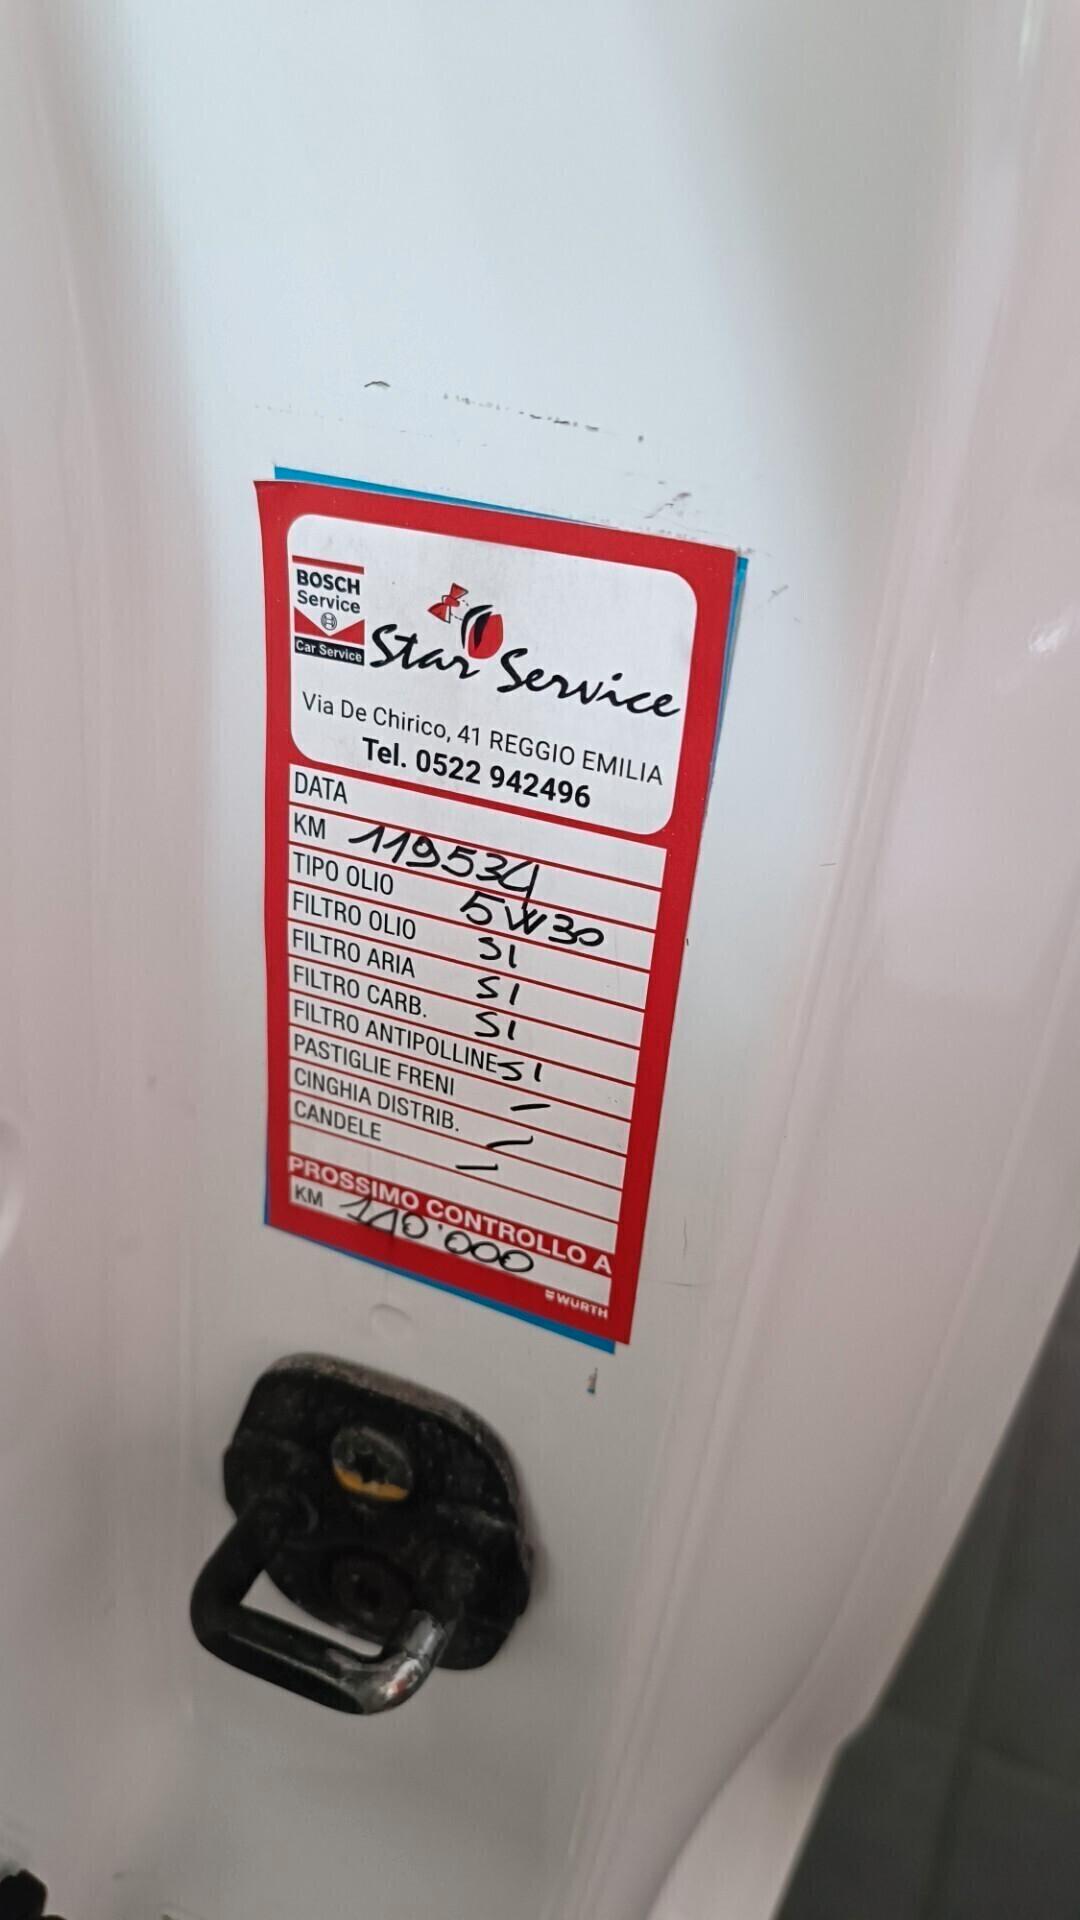 BOSCH
Service
Car Service
Star Service
Via De Chirico, 41 REGGIO EMILIA
Tel. 0522 942496
DATA
KM 119534
TIPO OLIO 5W30
FILTRO OLIO SI
FILTRO ARIA SI
FILTRO CARB. SI
FILTRO ANTIPOLLINE SI
PASTIGLIE FRENI –
CINGHIA DISTRIB. –
CANDELE –
PROSSIMO CONTROLLO A
KM 140'000
WÜRTH